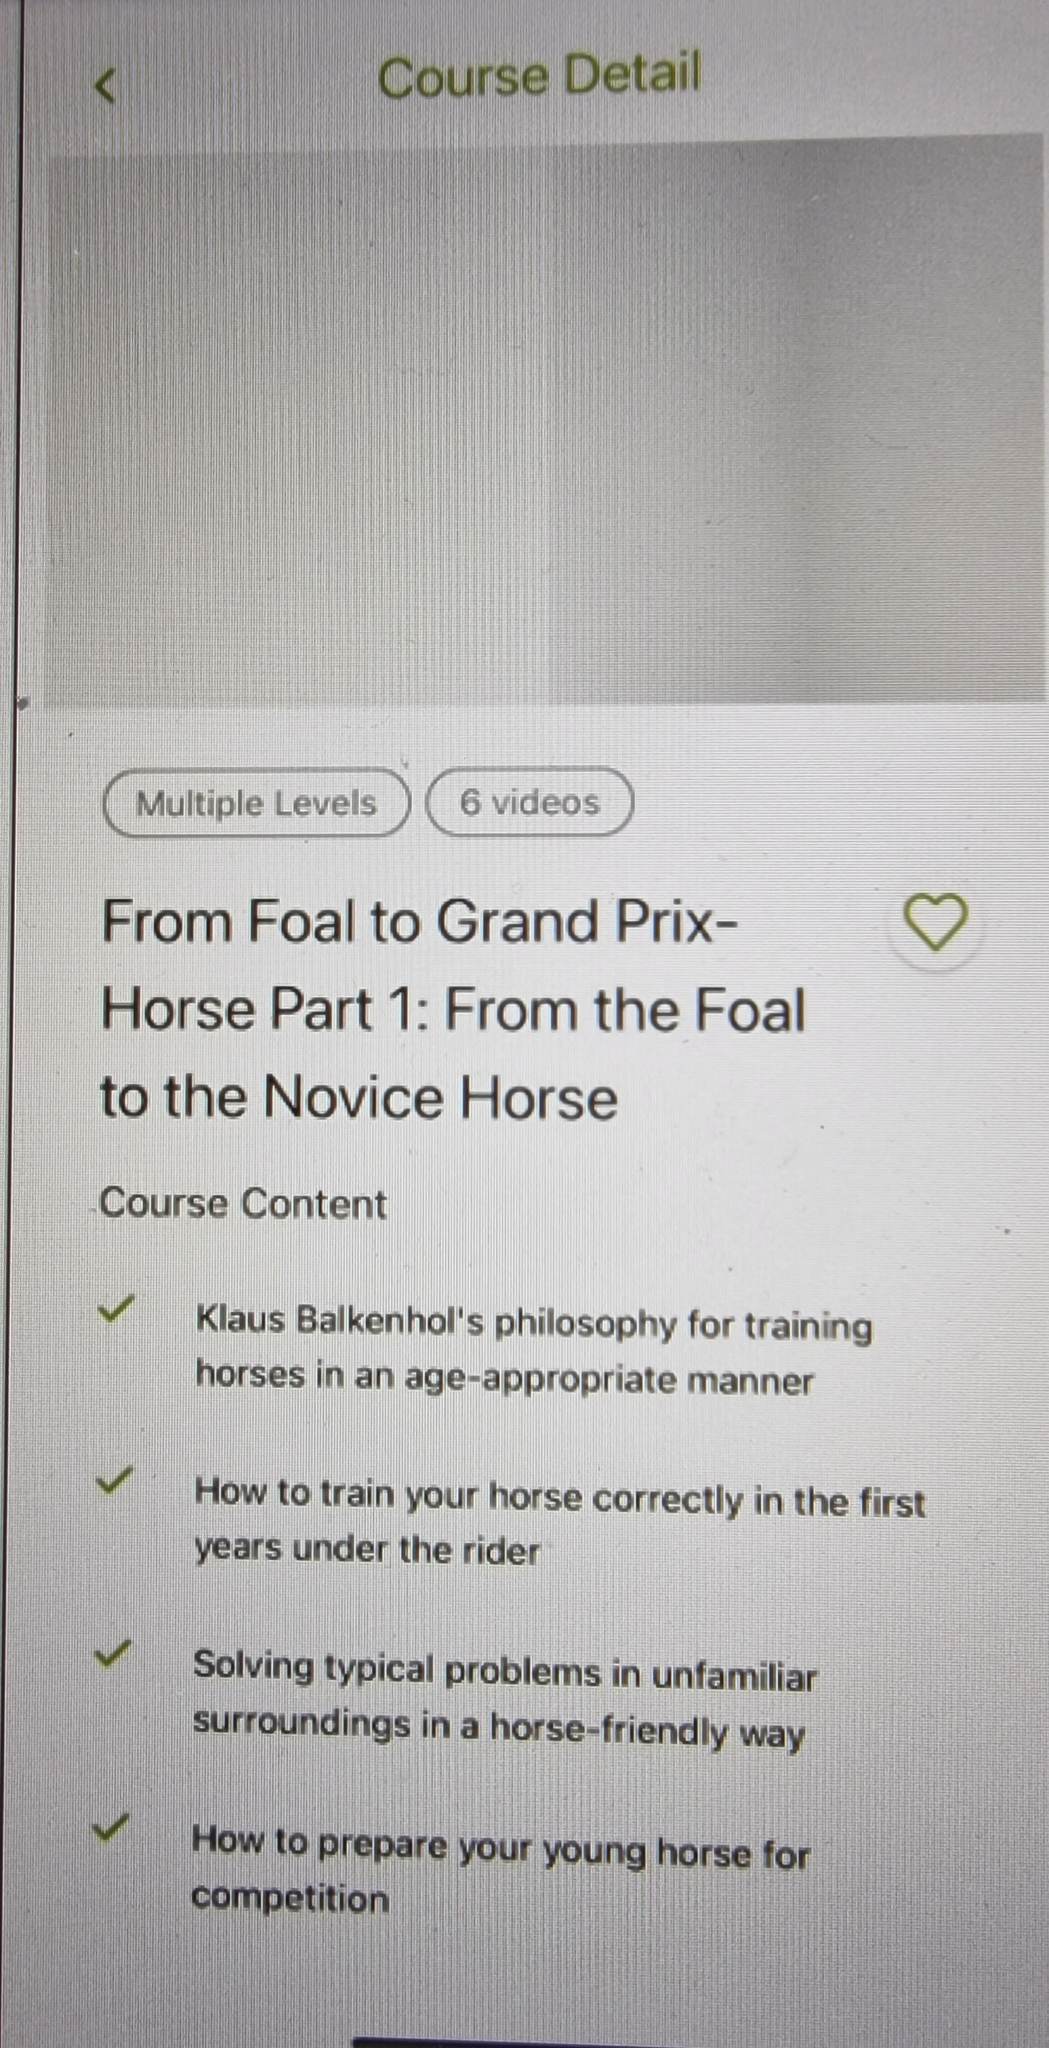 Course Detail
Multiple Levels
6 videos
From Foal to Grand Prix-
Horse Part 1: From the Foal
to the Novice Horse
Course Content
Klaus Balkenhol's philosophy for training
horses in an age-appropriate manner
How to train your horse correctly in the first
years under the rider
Solving typical problems in unfamiliar
surroundings in a horse-friendly way
How to prepare your young horse for
competition